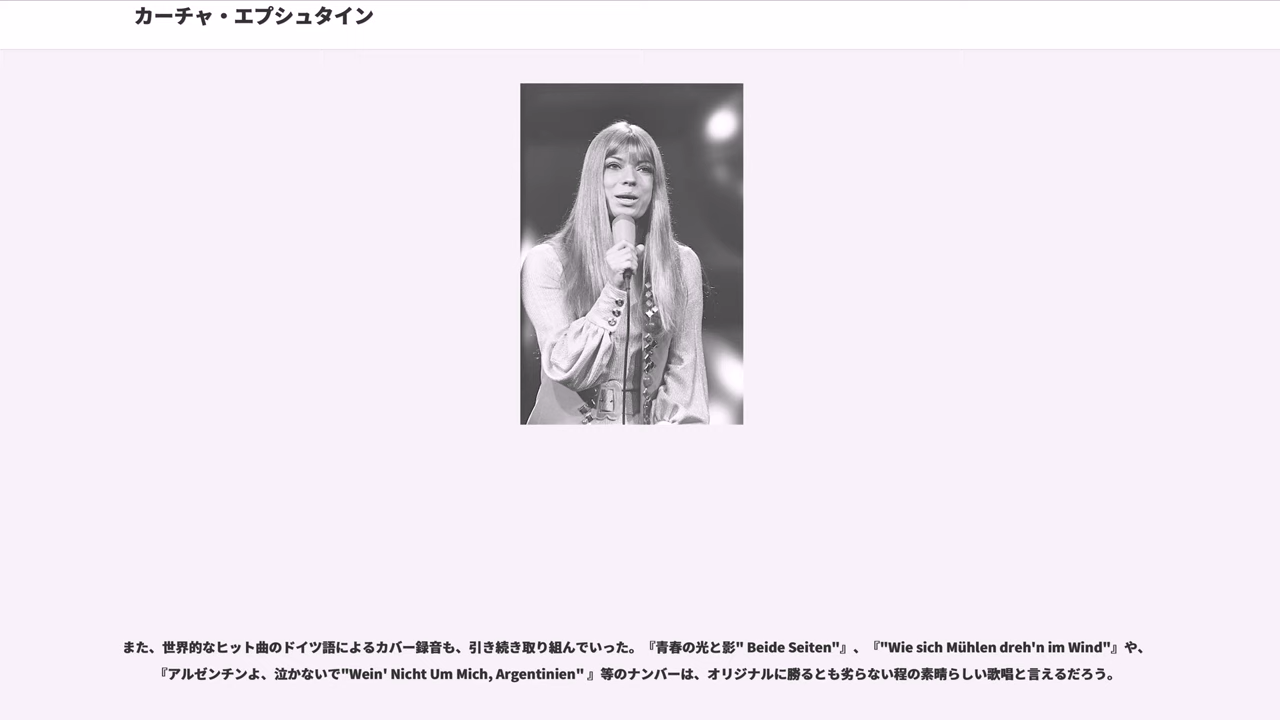 カーチャ・エプシュタイン
また、世界的なヒット曲のドイツ語によるカバー録音も、引き続き取り組んでいった。『青春の光と影" Beide Seiten"』、『"Wie sich Mühlen dreh'n im Wind"』や、
『アルゼンチンよ、泣かないで"Wein' Nicht Um Mich, Argentinien" 』等のナンバーは、オリジナルに勝るとも劣らない程の素晴らしい歌唱と言えるだろう。